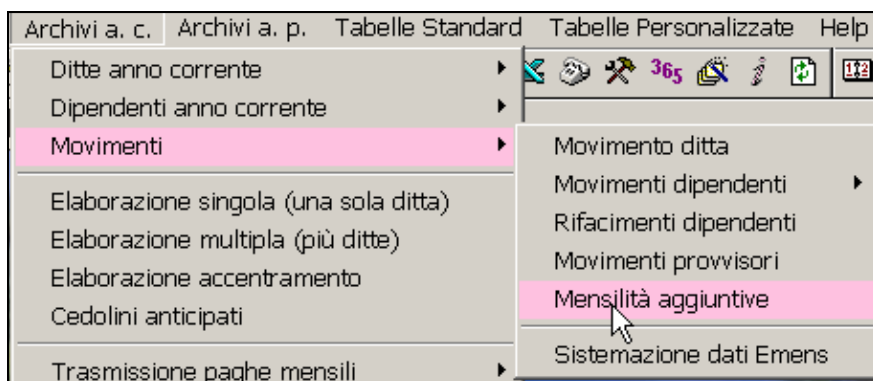 Archivi a. c. Archivi a. p. Tabelle Standard Tabelle Personalizzate Help
Ditte anno corrente
365
Dipendenti anno corrente
Movimenti
Movimento ditta
Movimenti dipendenti
Rifacimenti dipendenti
Movimenti provvisori
Mensilità aggiuntive
Sistemazione dati Emens
Elaborazione singola (una sola ditta)
Elaborazione multipla (più ditte)
Elaborazione accentramento
Cedolini anticipati
Trasmissione paghe mensili